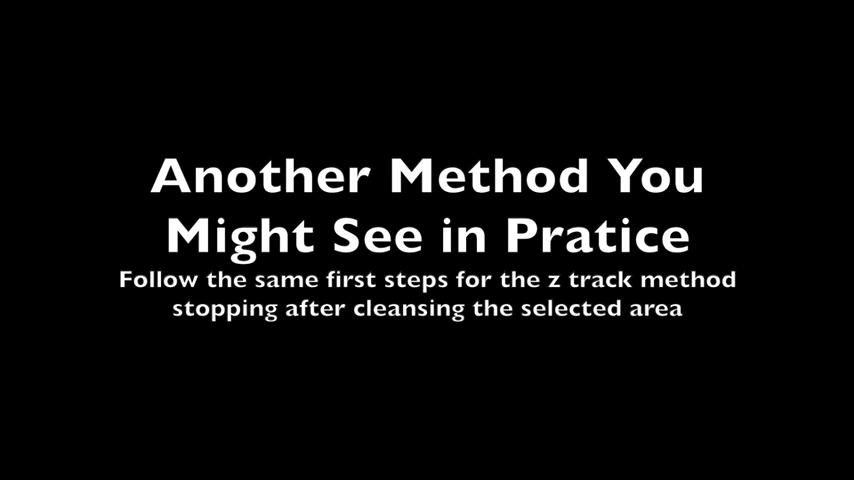 Another Method You
Might See in Pratice
Follow the same first steps for the z track method
stopping after cleansing the selected area